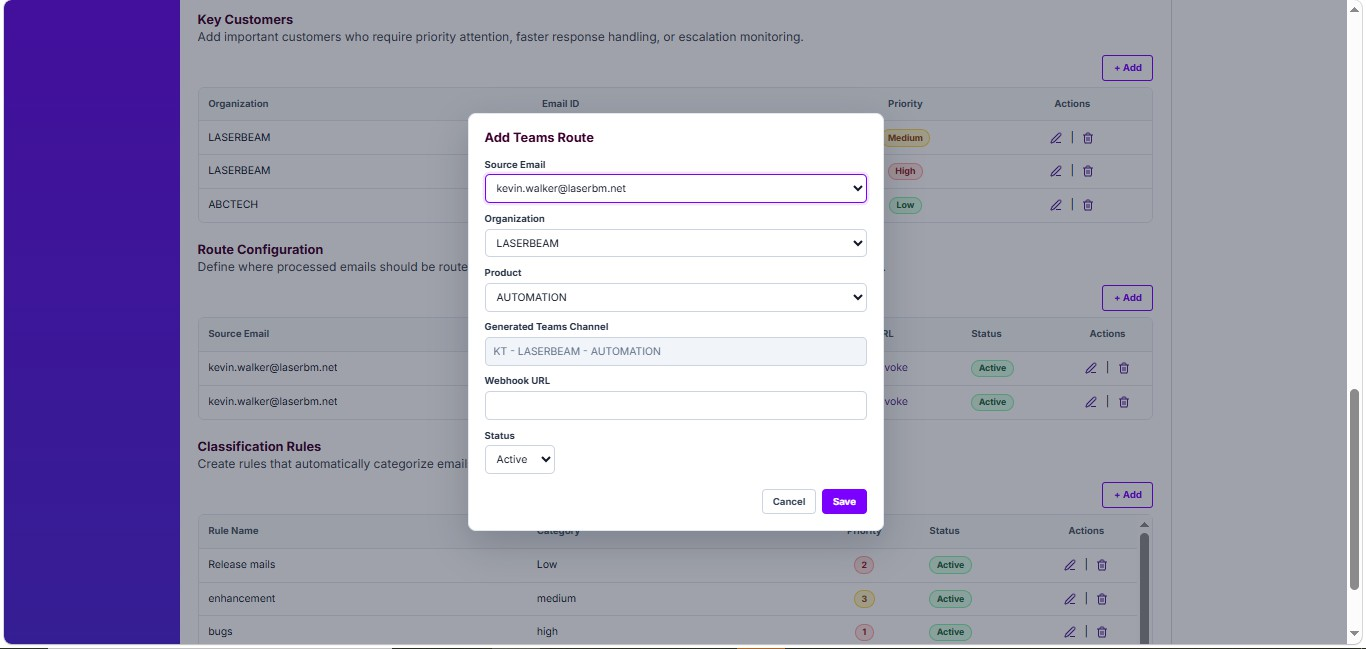 Key Customers
Add important customers who require priority attention, faster response handling, or escalation monitoring.
+ Add
Organization Email ID Priority Actions
LASERBEAM Medium
LASERBEAM High
ABCTECH Low
Route Configuration
Define where processed emails should be route
+ Add
Source Email RL Status Actions
kevin.walker@laserbm.net voke Active
kevin.walker@laserbm.net voke Active
Classification Rules
Create rules that automatically categorize email
+ Add
Rule Name Category Priority Status Actions
Release mails Low 2 Active
enhancement medium 3 Active
bugs high 1 Active
Add Teams Route
Source Email
kevin.walker@laserbm.net
Organization
LASERBEAM
Product
AUTOMATION
Generated Teams Channel
KT - LASERBEAM - AUTOMATION
Webhook URL
Status
Active
Cancel Save